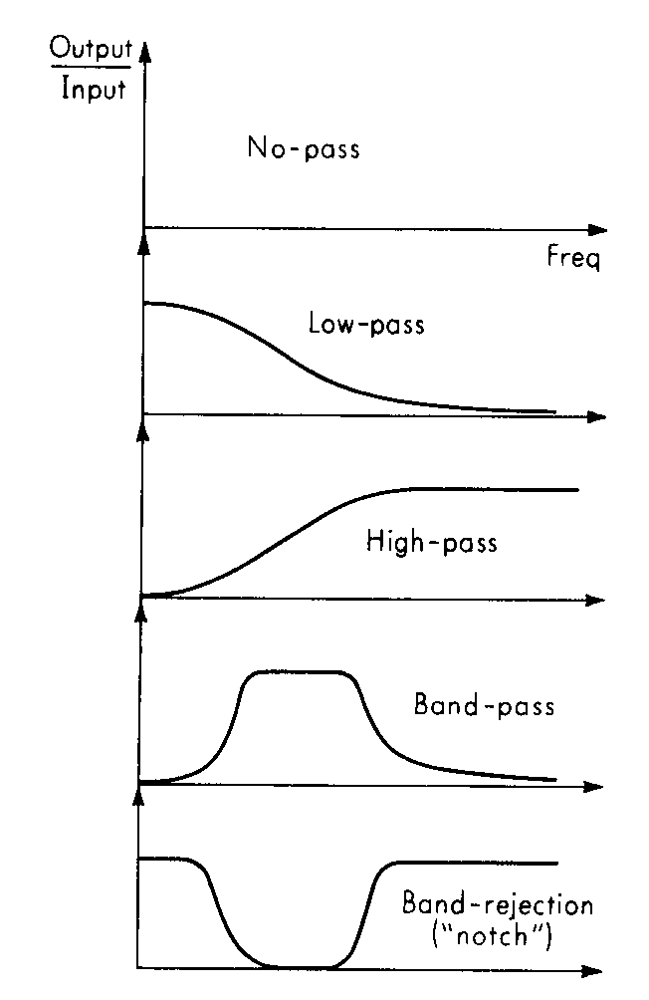 Output
Input
No-pass
Freq
Low-pass
High-pass
Band-pass
Band-rejection
("notch")